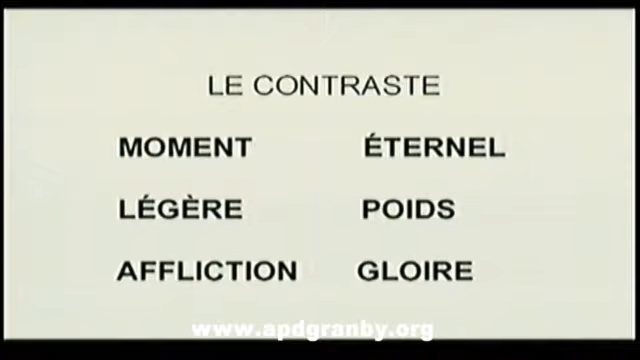 LE CONTRASTE
MOMENT ÉTERNEL
LÉGÈRE POIDS
AFFLICTION GLOIRE
www.apdgranby.org